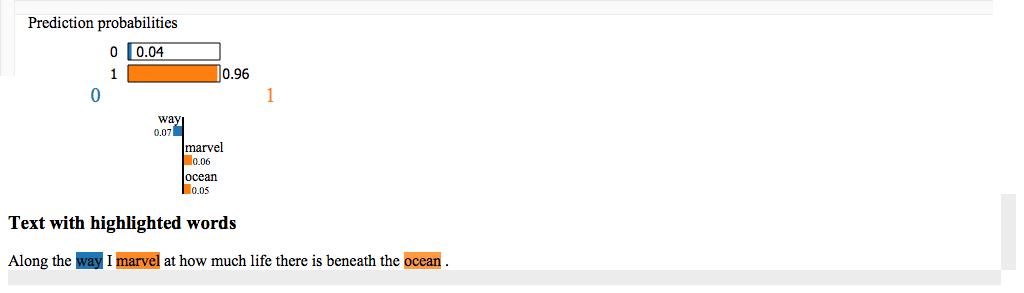 Prediction probabilities
0 0.04
1 0.96
0 1
way
0.07
marvel
0.06
ocean
0.05
Text with highlighted words
Along the way I marvel at how much life there is beneath the ocean .